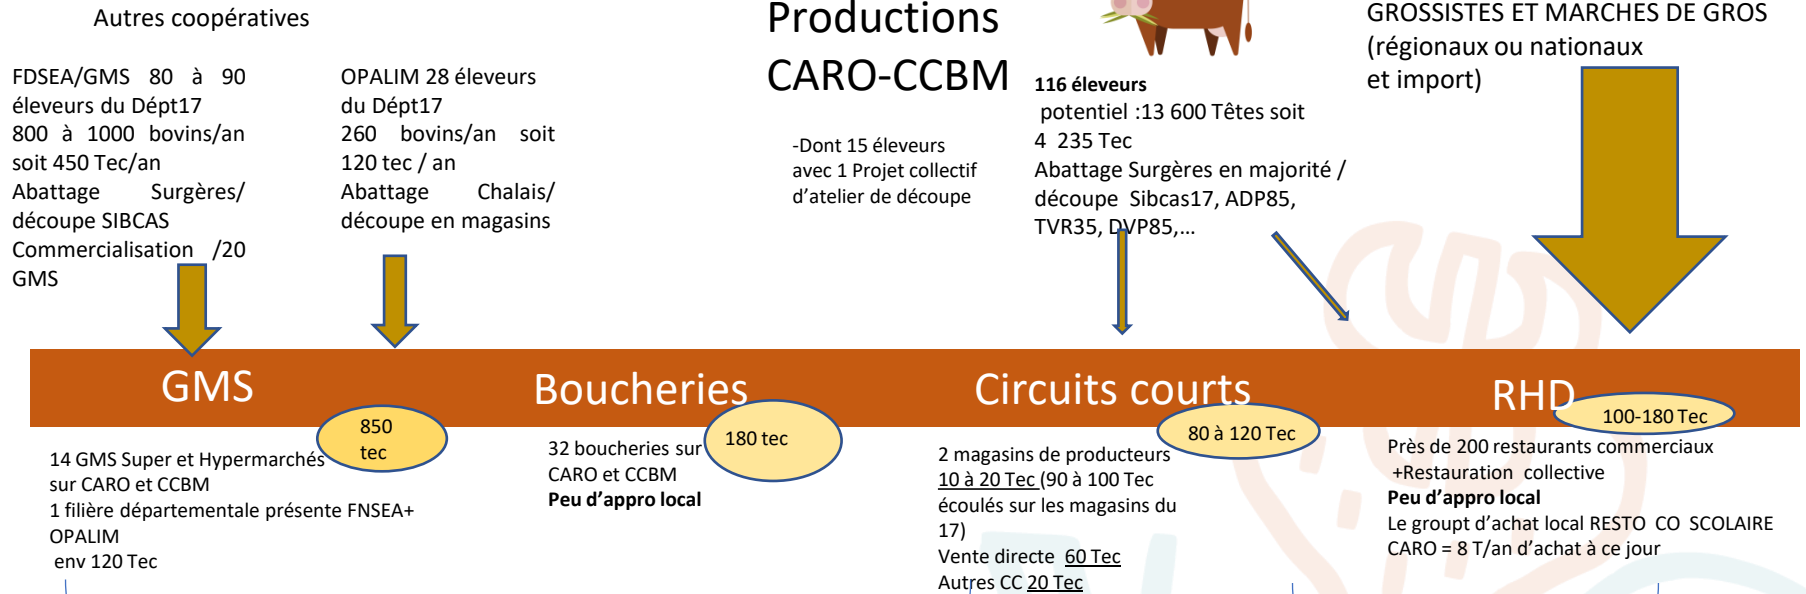 Autres coopératives
FDSEA/GMS 80 à 90
éleveurs du Dépt17
800 à 1000 bovins/an
soit 450 Tec/an
Abattage Surgères/
découpe SIBCAS
Commercialisation /20
GMS
OPALIM 28 éleveurs
du Dépt17
260 bovins/an soit
120 tec / an
Abattage Chalais/
découpe en magasins
Productions
CARO-CCBM
-Dont 15 éleveurs
avec 1 Projet collectif
d’atelier de découpe
116 éleveurs
potentiel :13 600 Têtes soit
4 235 Tec
Abattage Surgères en majorité /
découpe Sibcas17, ADP85,
TVR35, DVP85,…
GROSSISTES ET MARCHES DE GROS
(régionaux ou nationaux
et import)
GMS
850
tec
14 GMS Super et Hypermarchés
sur CARO et CCBM
1 filière départementale présente FNSEA+
OPALIM
env 120 Tec
Boucheries
180 tec
32 boucheries sur
CARO et CCBM
Peu d’appro local
Circuits courts
80 à 120 Tec
2 magasins de producteurs
10 à 20 Tec (90 à 100 Tec
écoulés sur les magasins du
17)
Vente directe 60 Tec
Autres CC 20 Tec
RHD
100-180 Tec
Près de 200 restaurants commerciaux
+Restauration collective
Peu d’appro local
Le groupt d’achat local RESTO CO SCOLAIRE
CARO = 8 T/an d’achat à ce jour